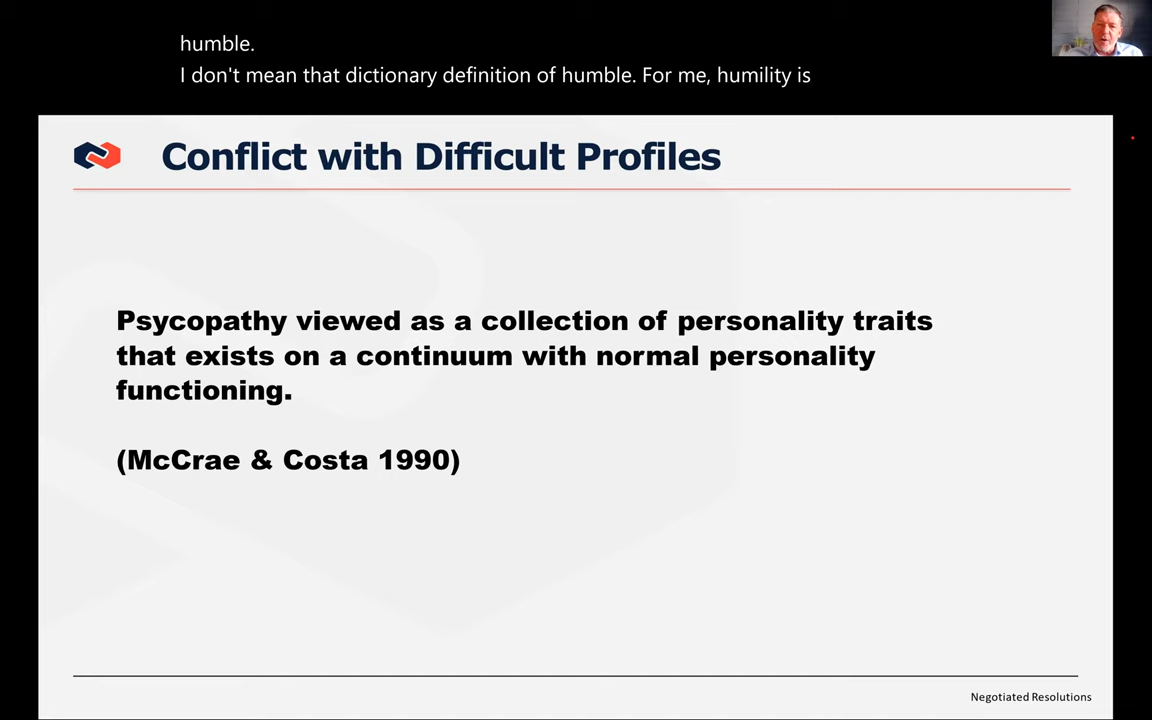 humble.
I don't mean that dictionary definition of humble. For me, humility is
Conflict with Difficult Profiles
Psycopathy viewed as a collection of personality traits
that exists on a continuum with normal personality
functioning.
(McCrae & Costa 1990)
Negotiated Resolutions